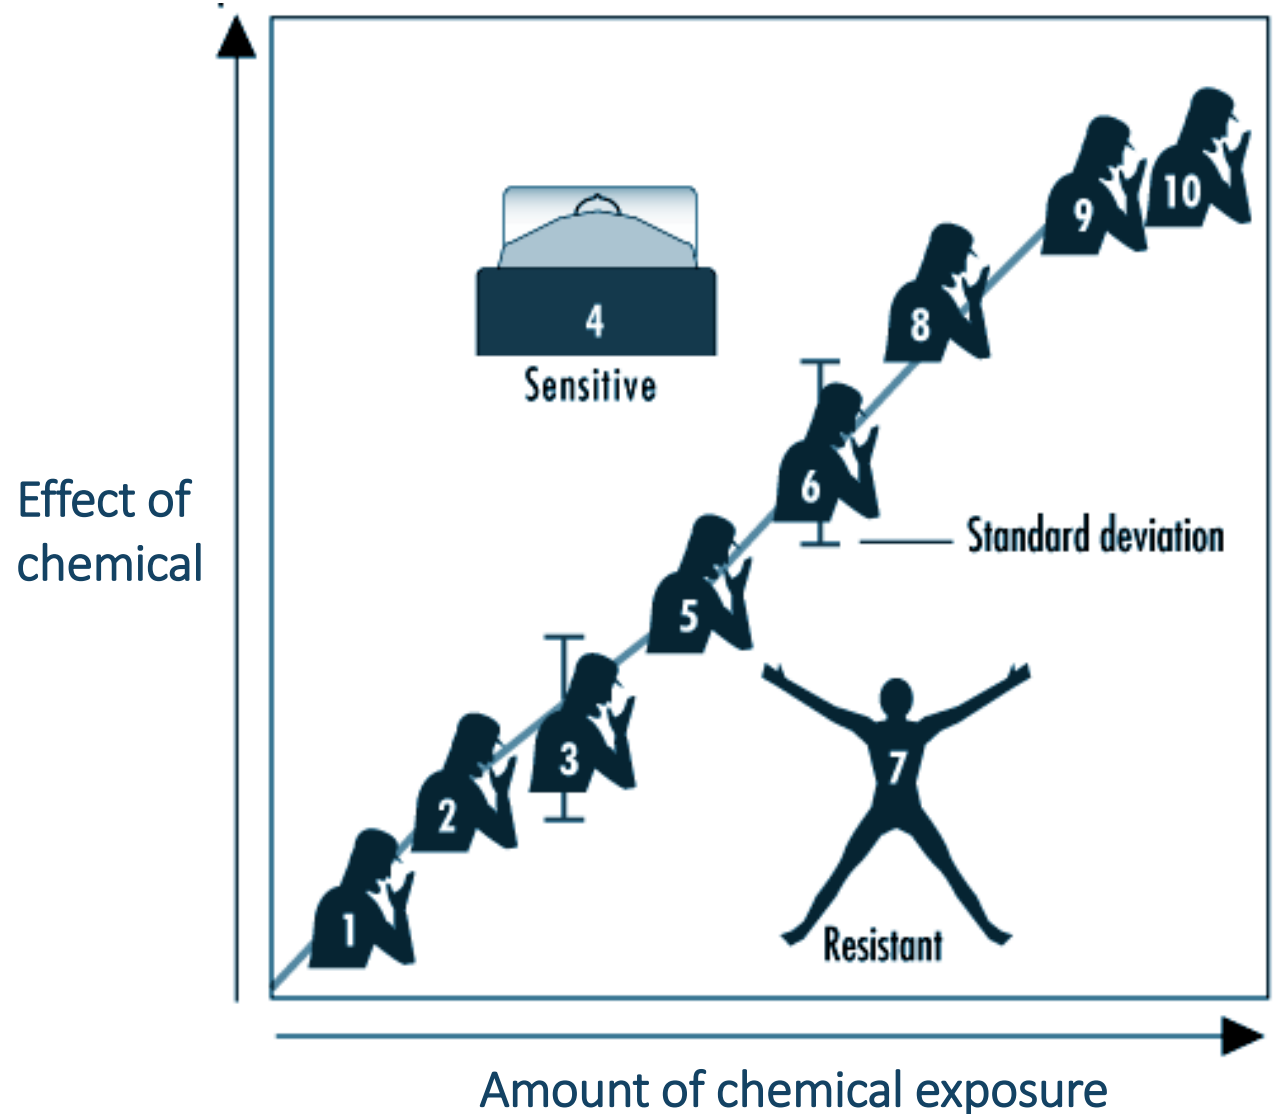 10
9
8
4
Sensitive
6
Effect of
chemical
Standard deviation
5
3
7
2
1
Resistant
Amount of chemical exposure